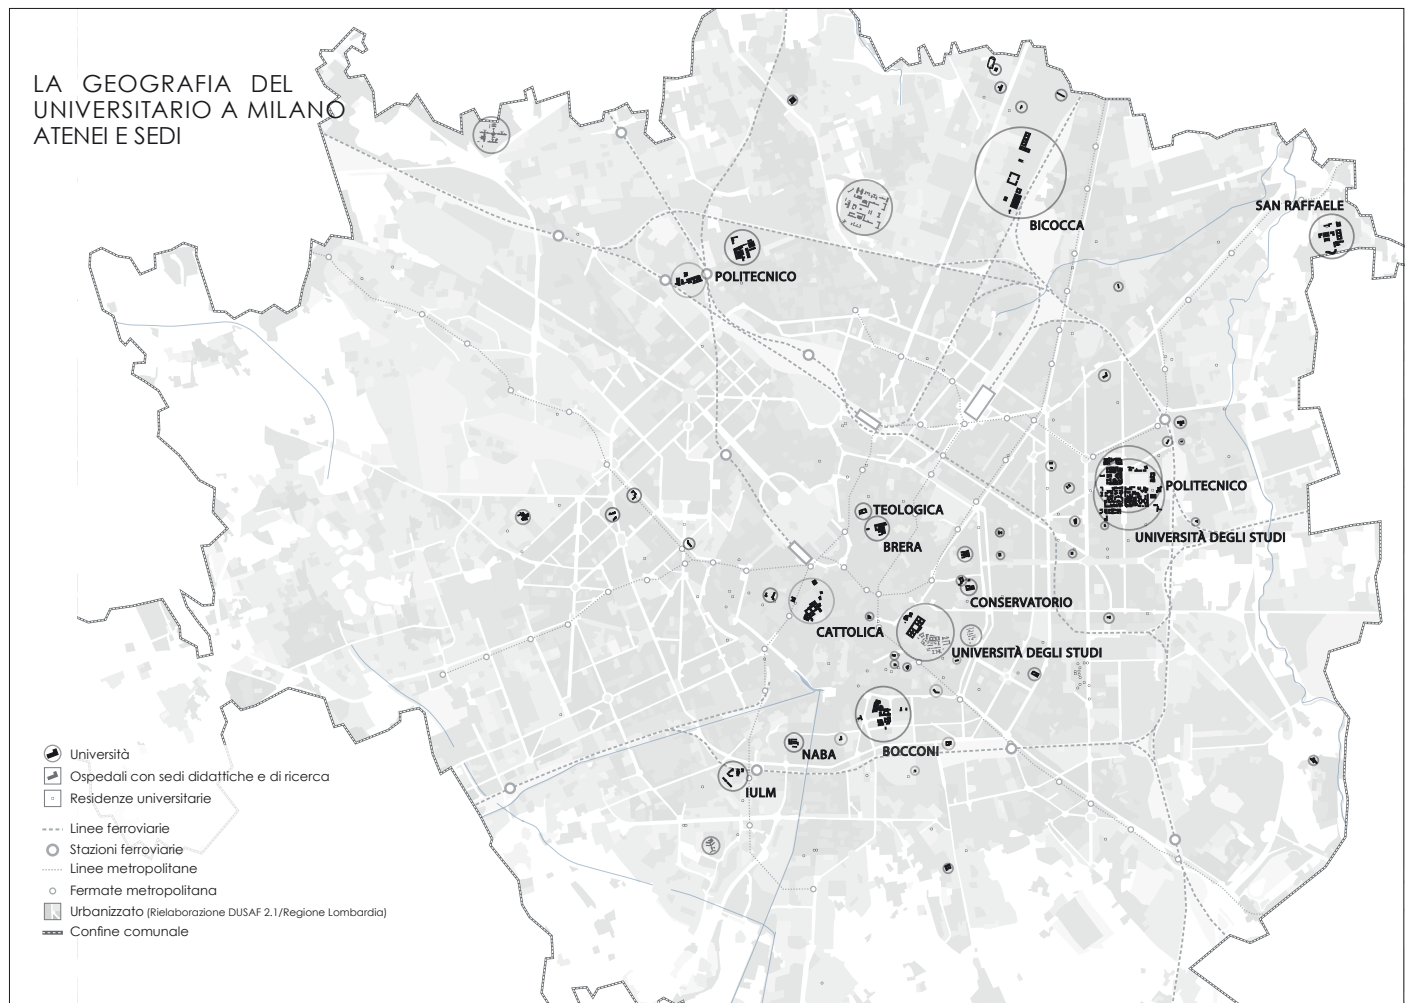 LA GEOGRAFIA DEL
UNIVERSITARIO A MILANO
ATENEI E SEDI
BICOCCA
SAN RAFFAELE
POLITECNICO
POLITECNICO
UNIVERSITÀ DEGLI STUDI
TEOLOGICA
BRERA
CONSERVATORIO
CATTOLICA
UNIVERSITÀ DEGLI STUDI
BOCCONI
NABA
IULM
Università
Ospedali con sedi didattiche e di ricerca
Residenze universitarie
Linee ferroviarie
Stazioni ferroviarie
Linee metropolitane
Fermate metropolitana
Urbanizzato (Rielaborazione DUSAF 2.1/Regione Lombardia)
Confine comunale